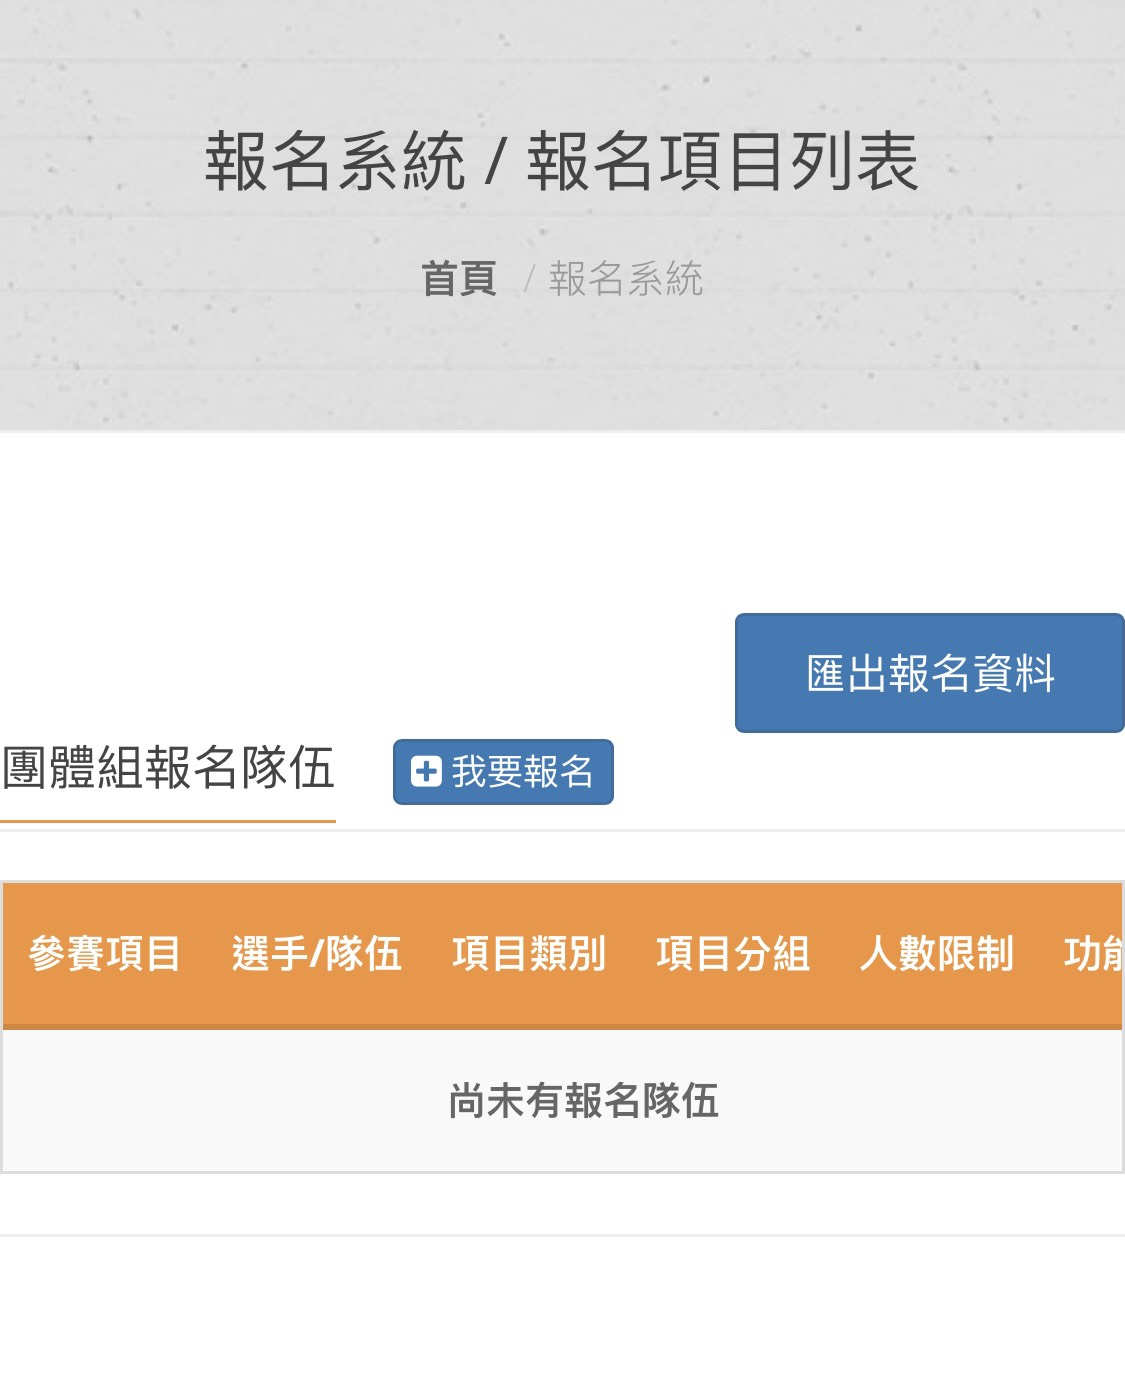 報名系統 / 報名項目列表
首頁 / 報名系統
匯出報名資料
團體組報名隊伍 我要報名
參賽項目 選手/隊伍 項目類別 項目分組 人數限制 功能
尚未有報名隊伍